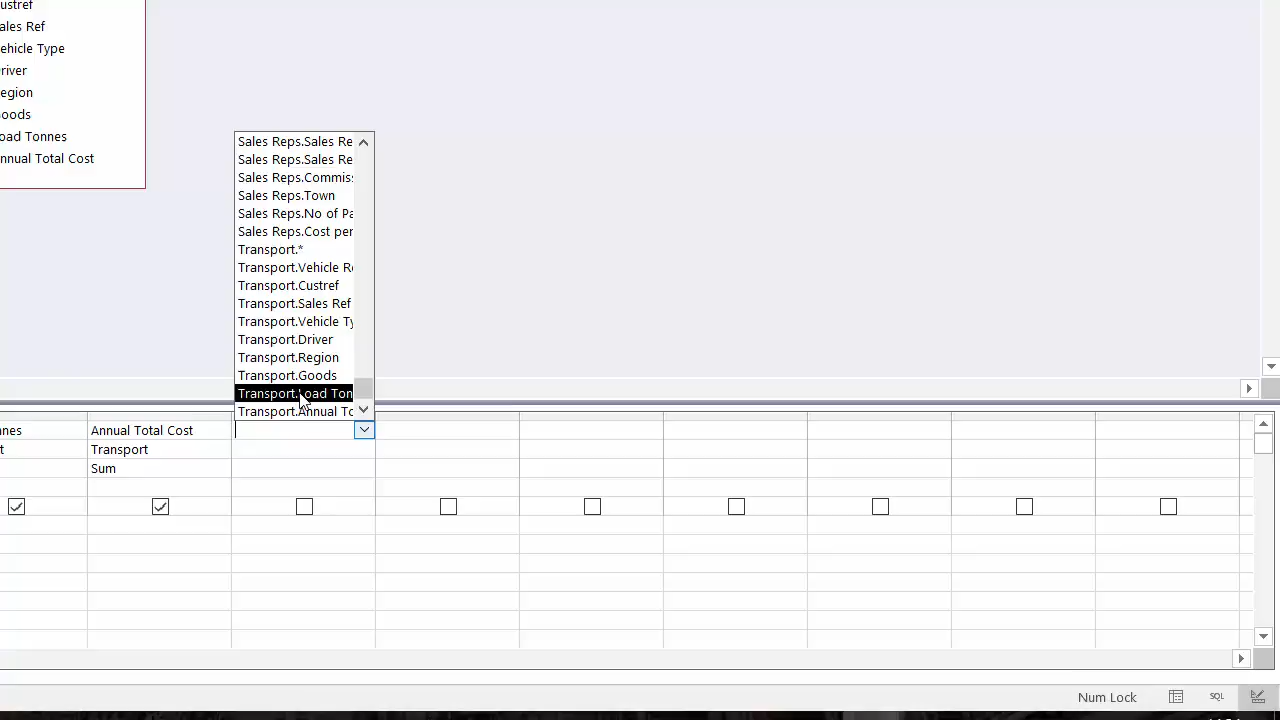 ustref
ales Ref
ehicle Type
river
egion
oods
oad Tonnes
nnual Total Cost
Sales Reps.Sales Re
Sales Reps.Sales Re
Sales Reps.Commis
Sales Reps.Town
Sales Reps.No of Pa
Sales Reps.Cost per
Transport.*
Transport.Vehicle Re
Transport.Custref
Transport.Sales Ref
Transport.Vehicle Ty
Transport.Driver
Transport.Region
Transport.Goods
Transport.Load Ton
Transport.Annual To
nnes
Annual Total Cost
t
Transport
Sum
Num Lock
SQL